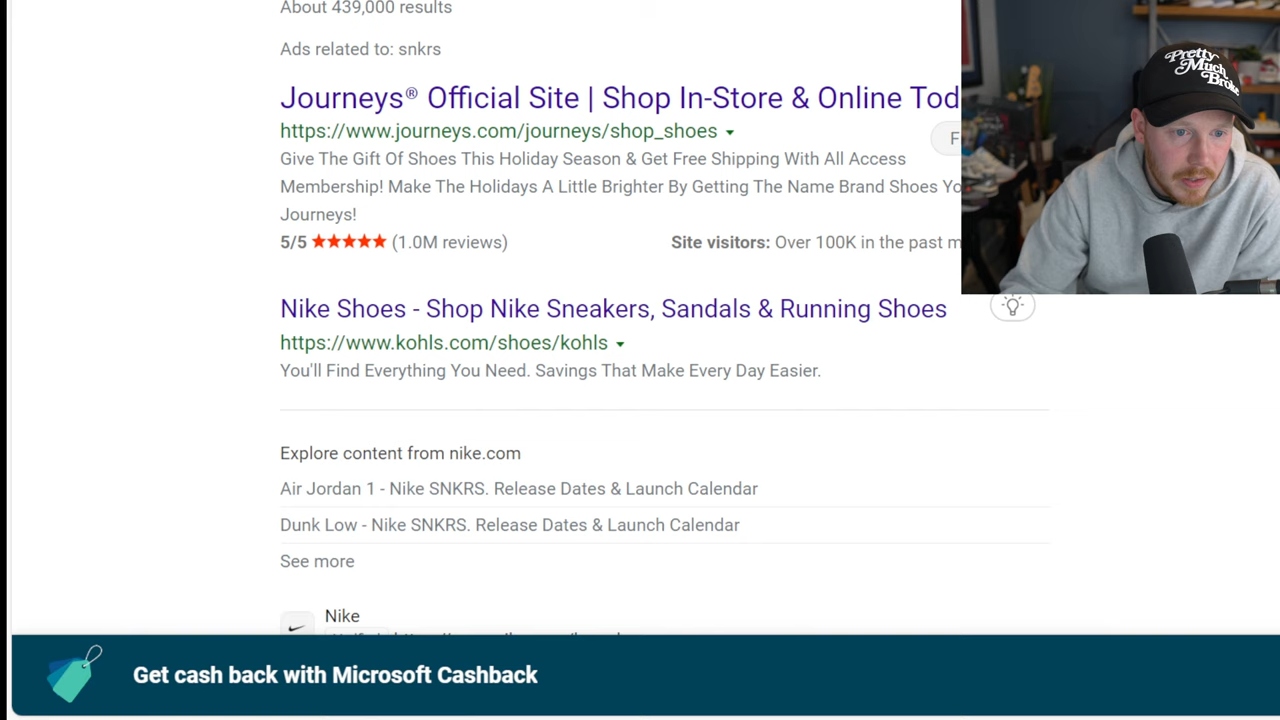 About 439,000 results
Ads related to: snkrs
Journeys® Official Site | Shop In-Store & Online Tod
https://www.journeys.com/journeys/shop_shoes
F
Give The Gift Of Shoes This Holiday Season & Get Free Shipping With All Access
Membership! Make The Holidays A Little Brighter By Getting The Name Brand Shoes Yo
Journeys!
5/5 ★★★★★ (1.0M reviews)
Site visitors: Over 100K in the past m
Pretty
Much
Broke
Nike Shoes - Shop Nike Sneakers, Sandals & Running Shoes
https://www.kohls.com/shoes/kohls
You'll Find Everything You Need. Savings That Make Every Day Easier.
Explore content from nike.com
Air Jordan 1 - Nike SNKRS. Release Dates & Launch Calendar
Dunk Low - Nike SNKRS. Release Dates & Launch Calendar
See more
Nike
Get cash back with Microsoft Cashback